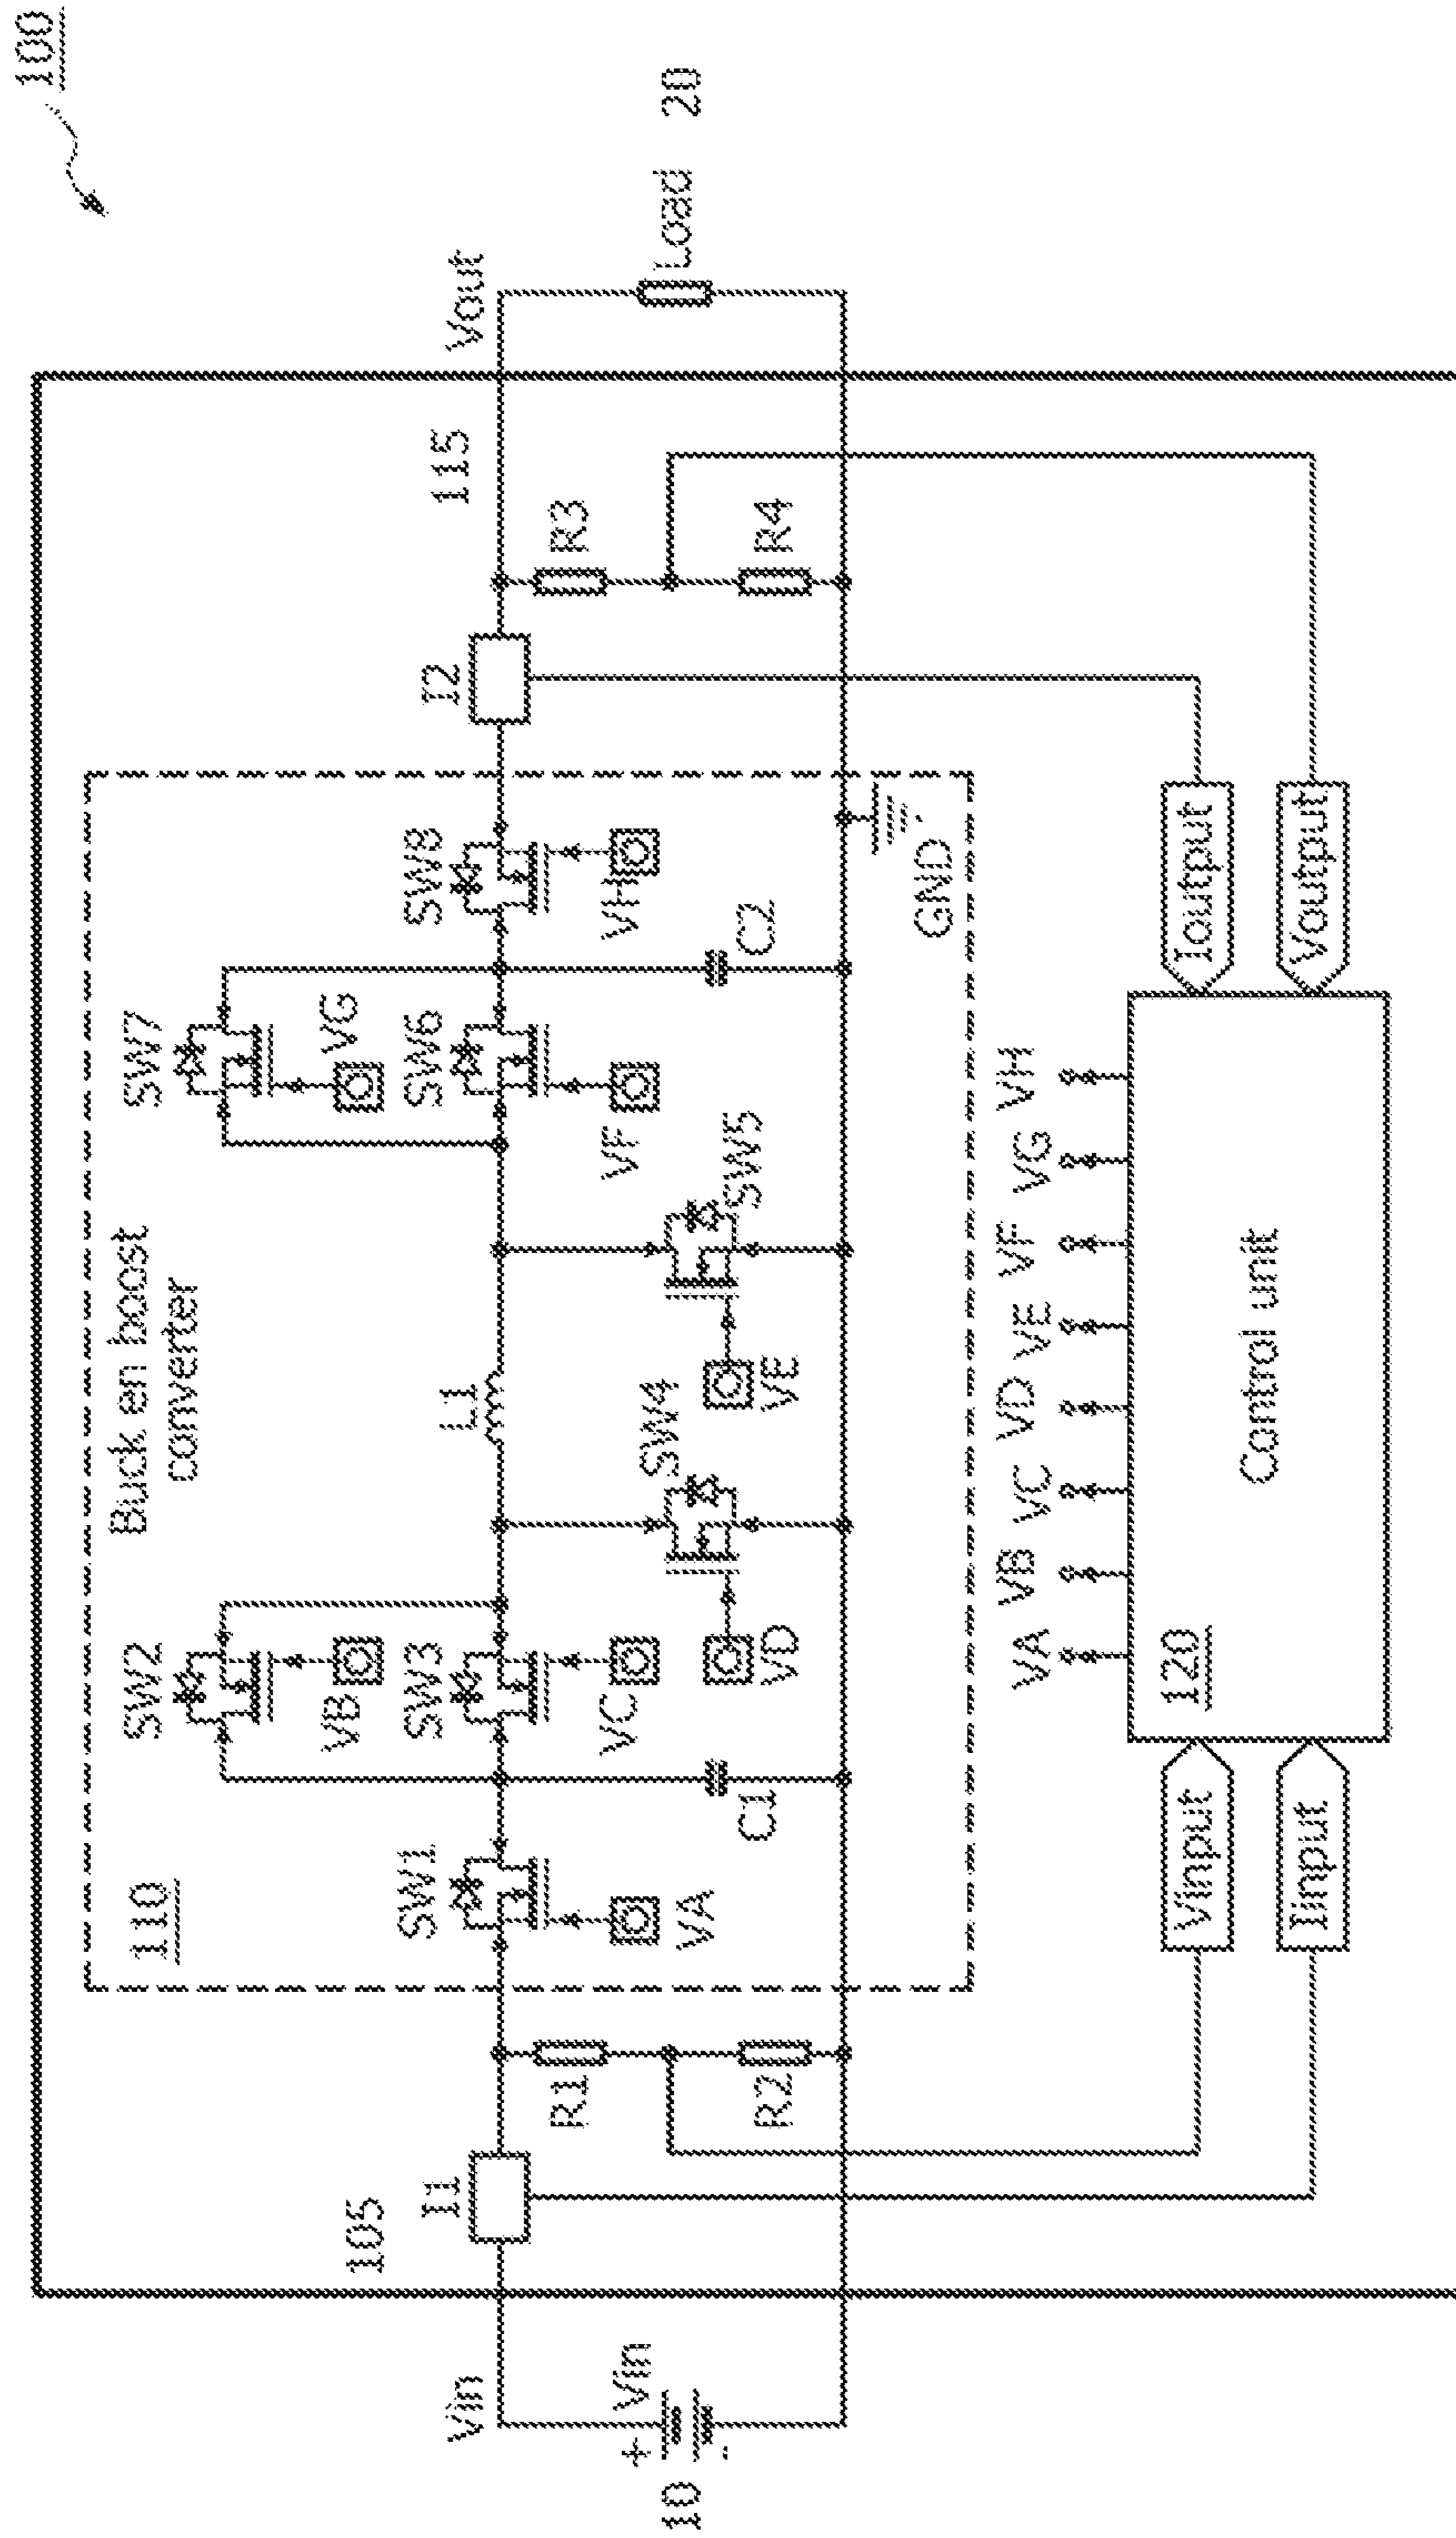 100
Buck en boost
converter
110
SW2
VB
SW7
VG
105
Vin
I1
SW1
VA
SW3
VC
L1
SW6
VF
SW8
VH
I2
115
Vout
R1
R2
C1
VD
SW4
VE
SW5
C2
R3
R4
Load 20
10
+
Vin
-
GND
VA VB VC VD VE VF VG VH
120
Control unit
Vinput
Iinput
Ioutput
Voutput